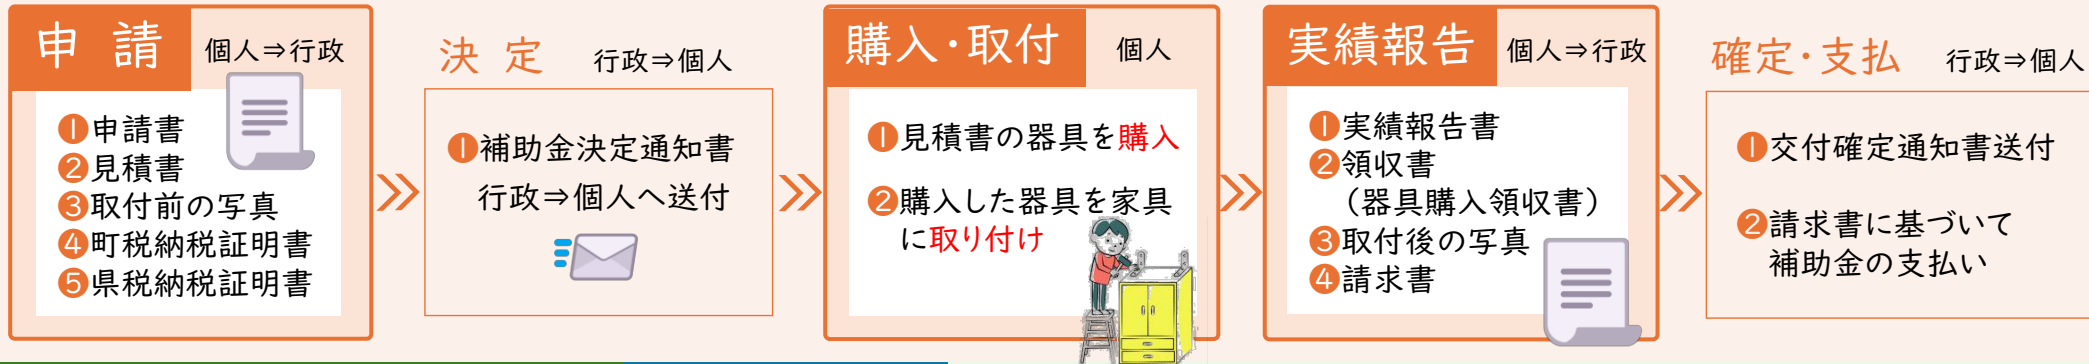 申 請 個人⇒行政
❶申請書
❷見積書
❸取付前の写真
❹町税納税証明書
❺県税納税証明書
決 定 行政⇒個人
❶補助金決定通知書
行政⇒個人へ送付
購入・取付 個人
❶見積書の器具を購入
❷購入した器具を家具
に取り付け
実績報告 個人⇒行政
❶実績報告書
❷領収書
（器具購入領収書）
❸取付後の写真
❹請求書
確定・支払 行政⇒個人
❶交付確定通知書送付
❷請求書に基づいて
補助金の支払い